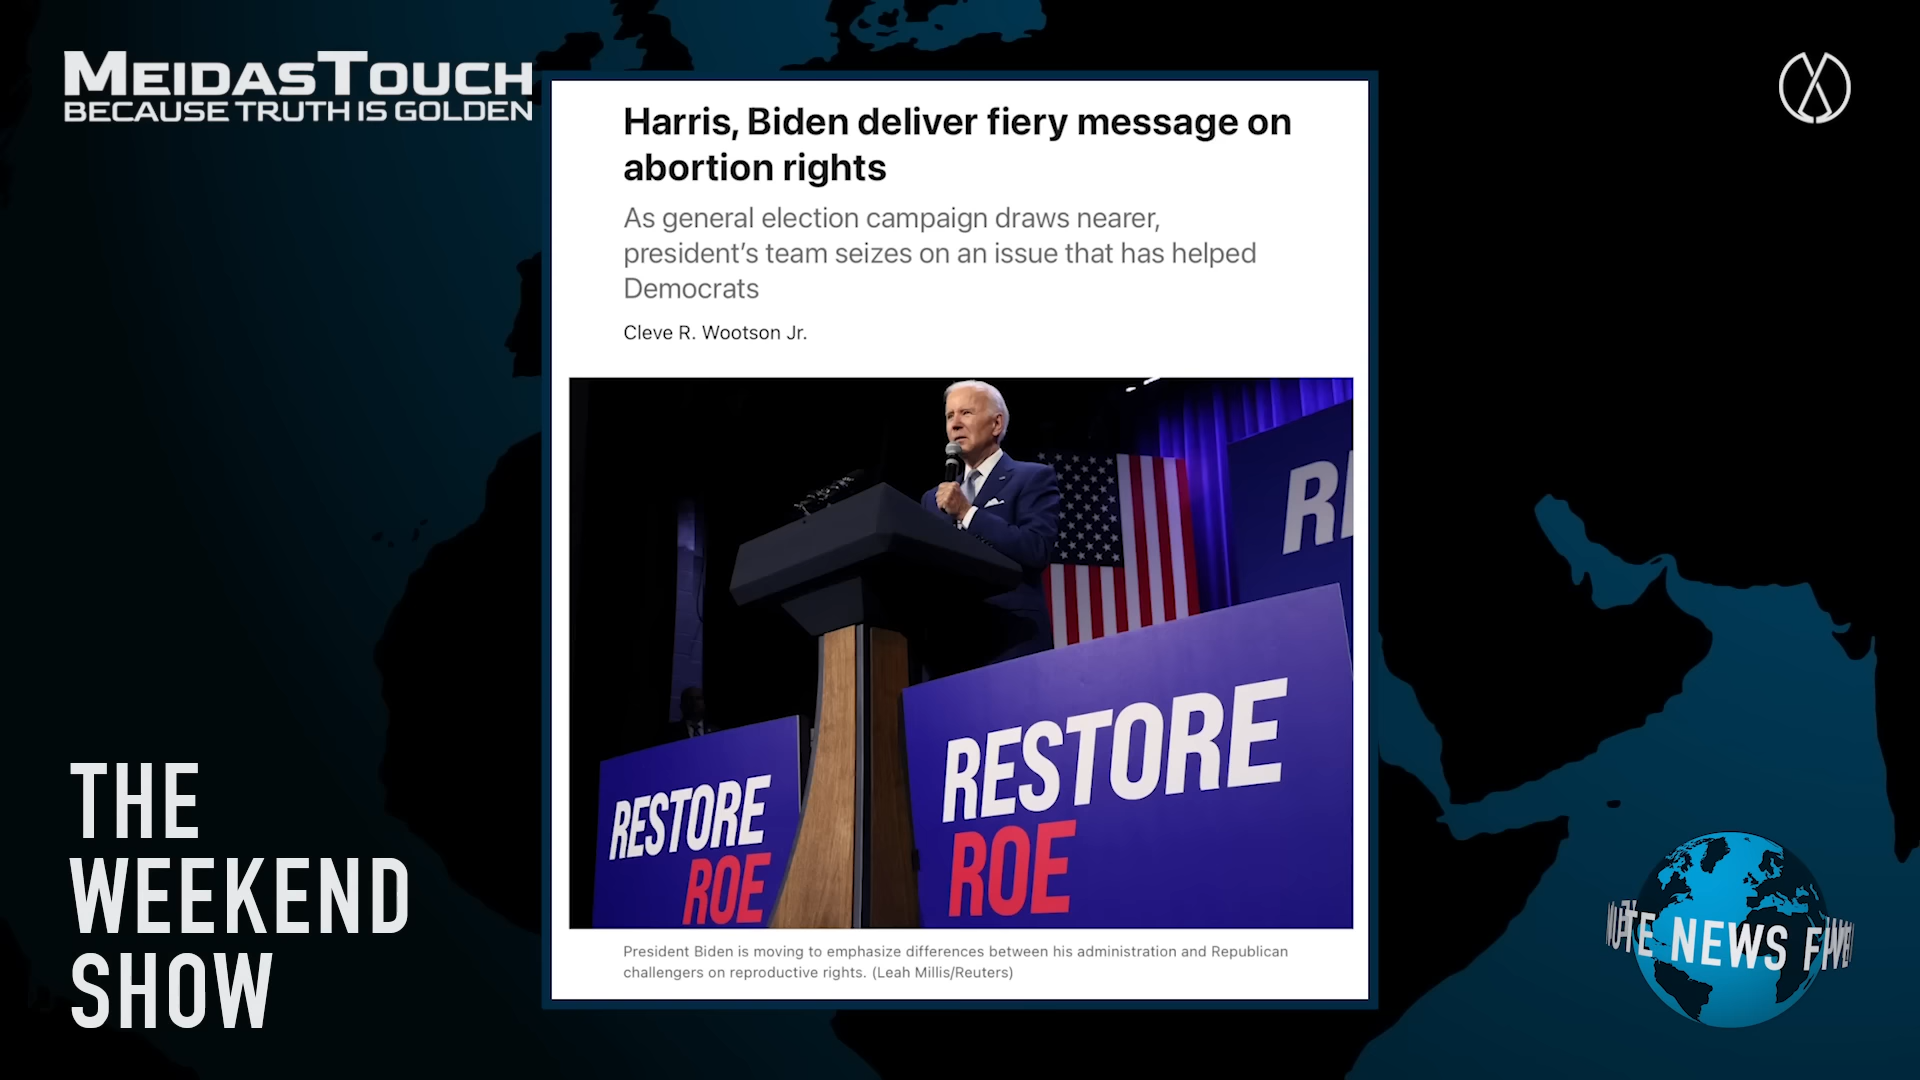 MEIDASTOUCH
BECAUSE TRUTH IS GOLDEN
Harris, Biden deliver fiery message on
abortion rights
As general election campaign draws nearer,
president's team seizes on an issue that has helped
Democrats
Cleve R. Wootson Jr.
RESTORE
ROE
RESTORE
ROE
President Biden is moving to emphasize differences between his administration and Republican
challengers on reproductive rights. (Leah Millis/Reuters)
THE
WEEKEND
SHOW
NEWS